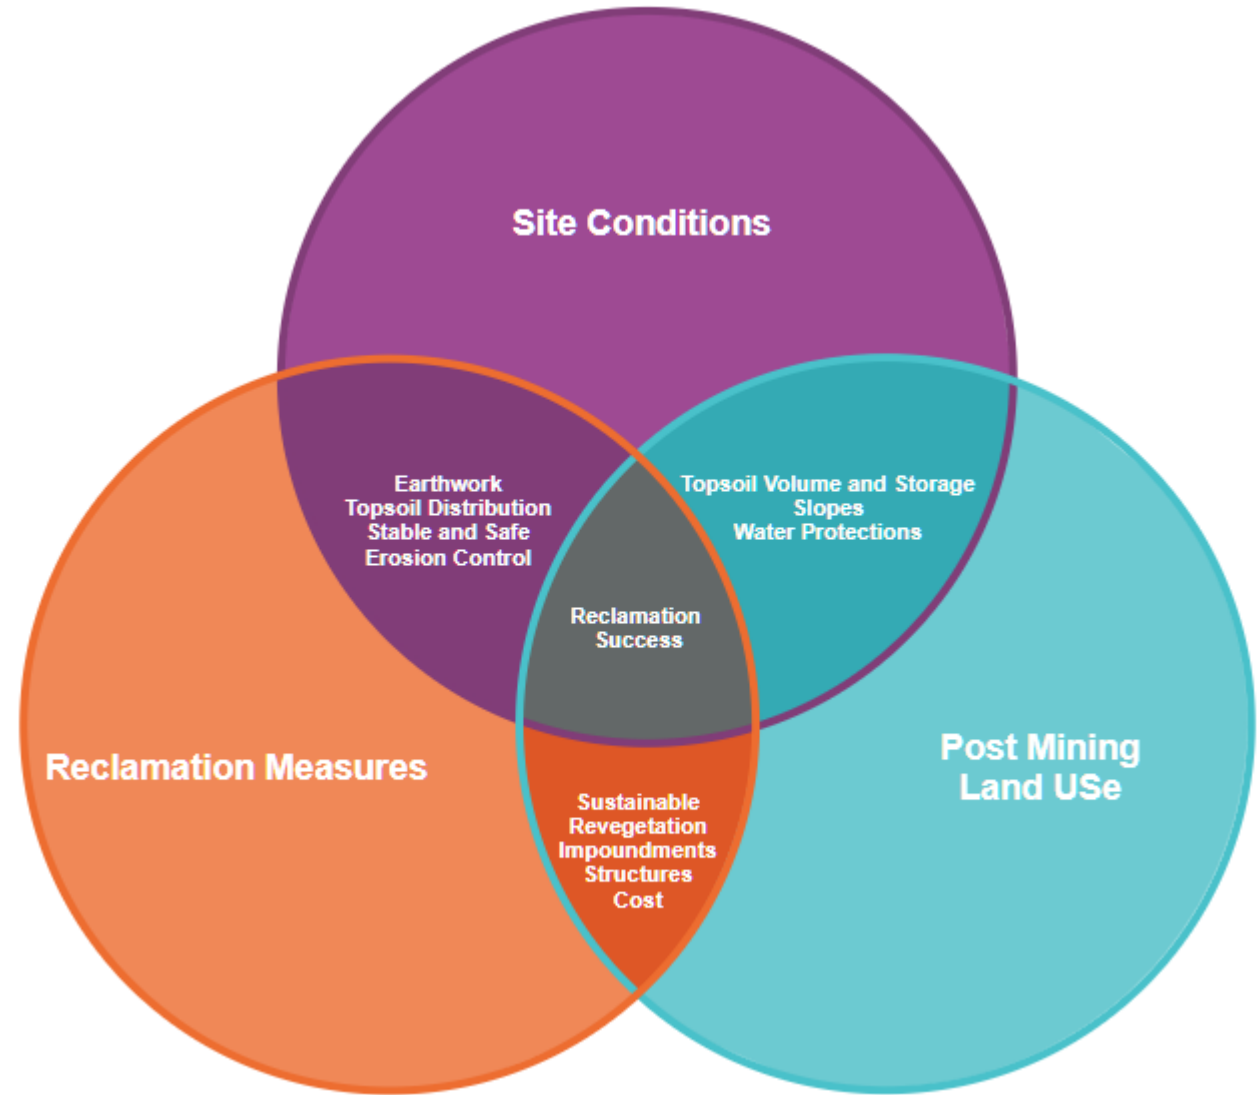 Site Conditions
Earthwork
Topsoil Distribution
Stable and Safe
Erosion Control
Topsoil Volume and Storage
Slopes
Water Protections
Reclamation
Success
Reclamation Measures
Post Mining
Land USe
Sustainable
Revegetation
Impoundments
Structures
Cost